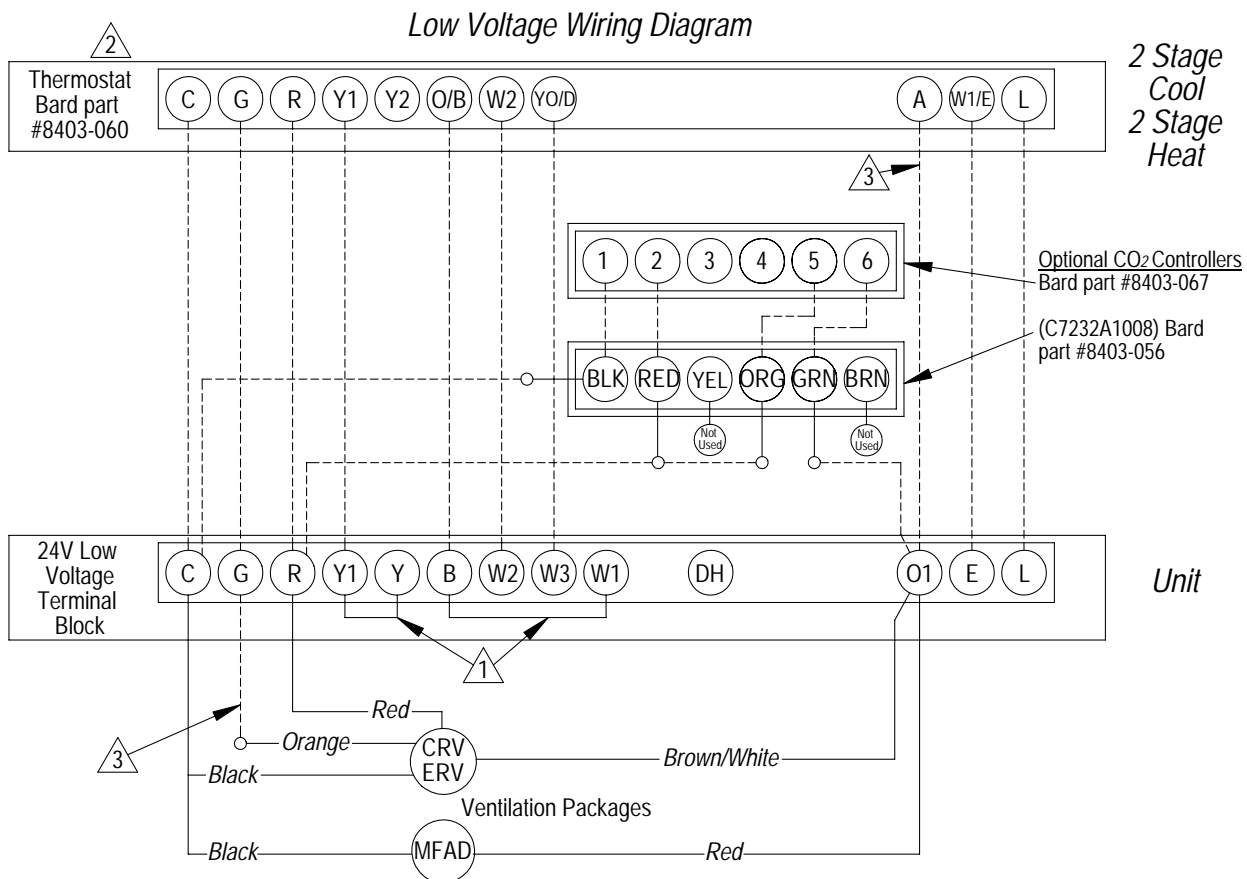 Low Voltage Wiring Diagram
2
Thermostat
Bard part
#8403-060
C G R Y1 Y2 O/B W2 YO/D A W1/E L
2 Stage
Cool
2 Stage
Heat
3
1 2 3 4 5 6
Optional CO2 Controllers
Bard part #8403-067
(C7232A1008) Bard
part #8403-056
BLK RED YEL ORG GRN BRN
Not
Used
Not
Used
24V Low
Voltage
Terminal
Block
C G R Y1 Y B W2 W3 W1 DH O1 E L
Unit
1
3
Red
Orange
Black
CRV
ERV
Brown/White
Ventilation Packages
Black
MFAD
Red